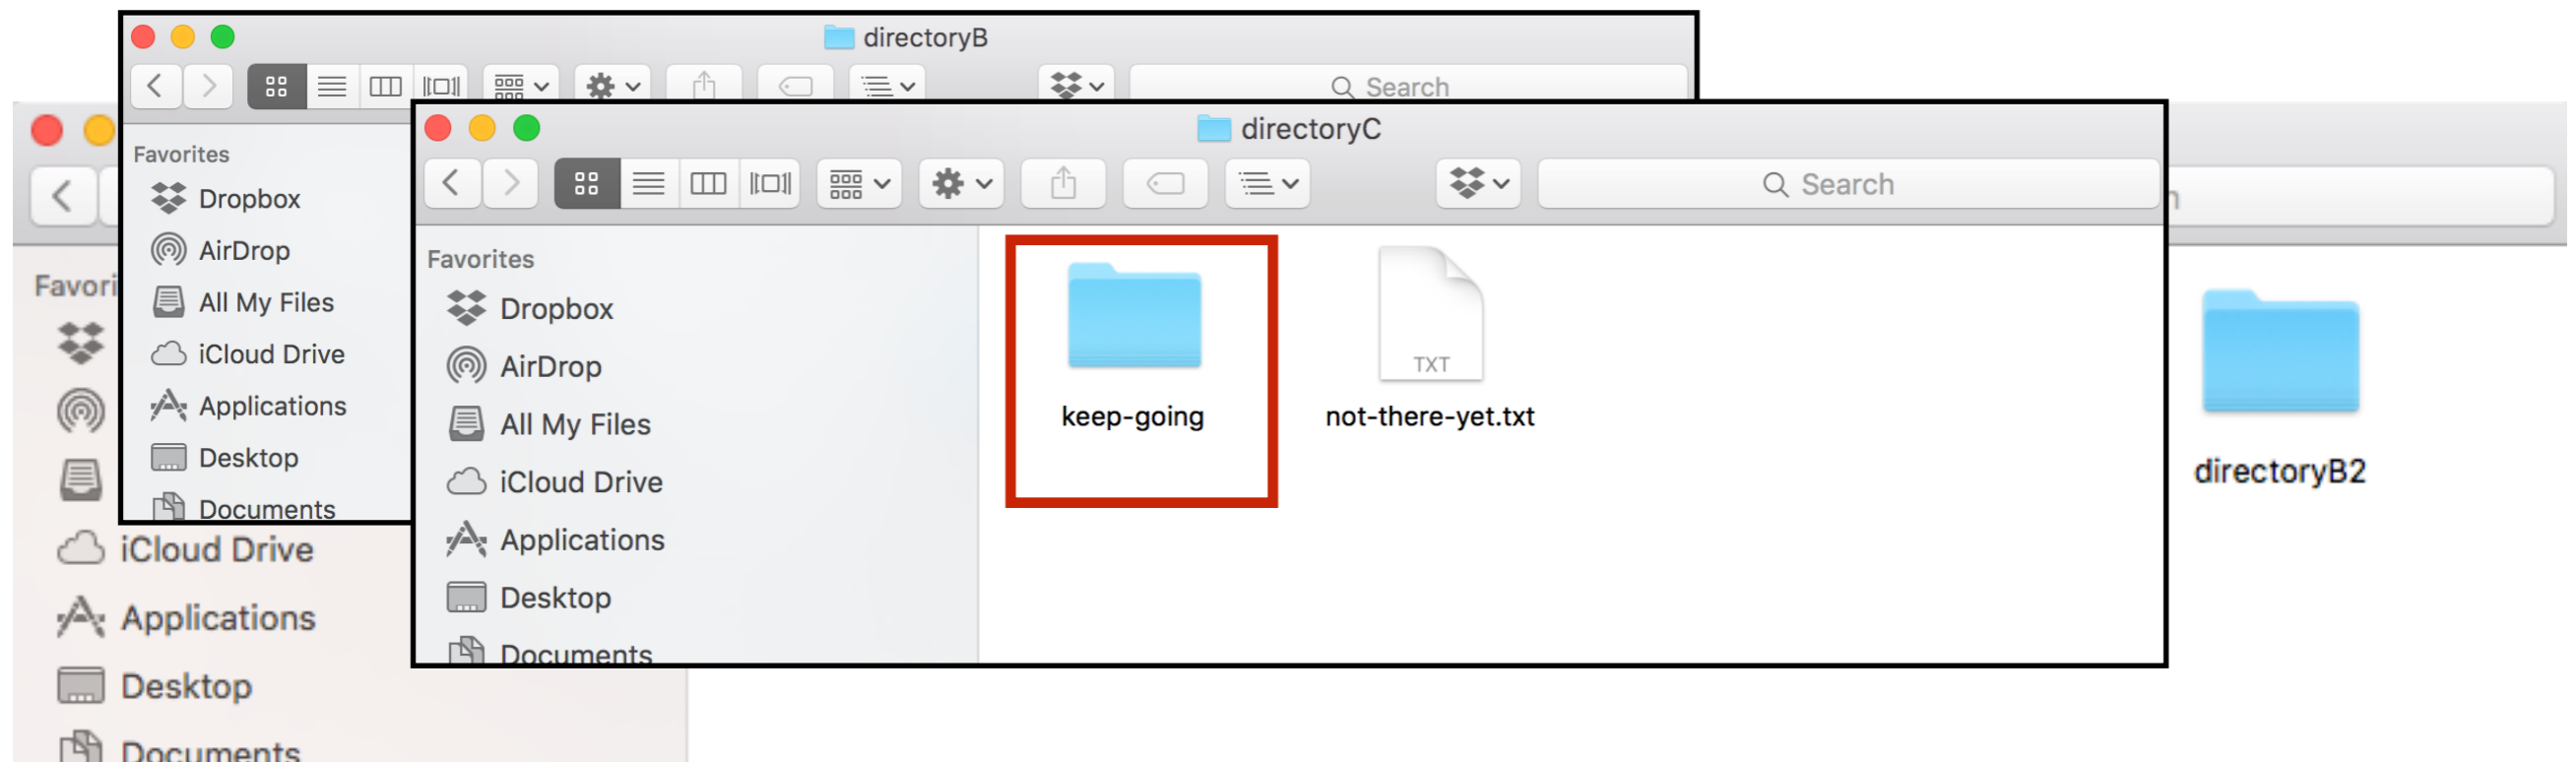 directoryB
Search
Favorites
Dropbox
AirDrop
All My Files
iCloud Drive
Applications
Desktop
Documents
directoryC
Search
Favorites
Dropbox
AirDrop
All My Files
iCloud Drive
Applications
Desktop
Documents
keep-going
TXT
not-there-yet.txt
Favori
iCloud Drive
Applications
Desktop
Documents
h
directoryB2